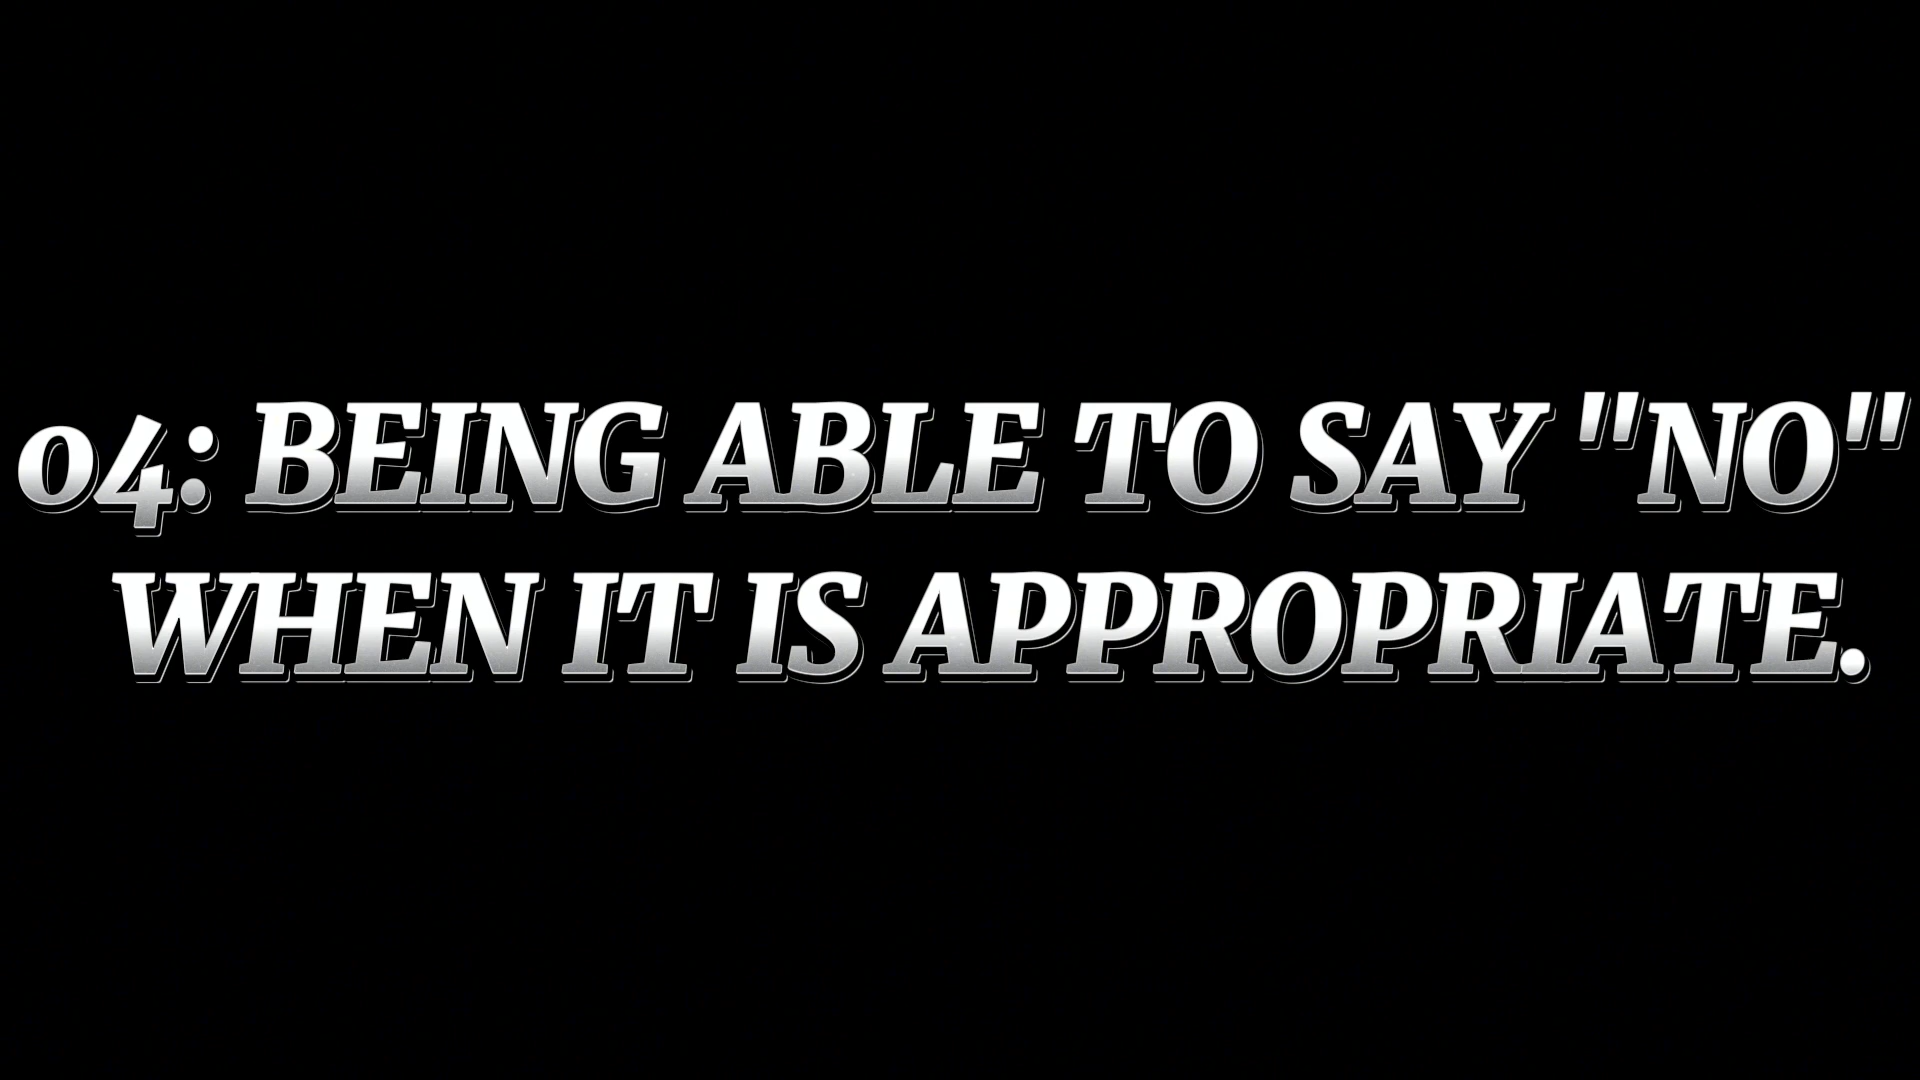 04: BEING ABLE TO SAY "NO"
WHEN IT IS APPROPRIATE.